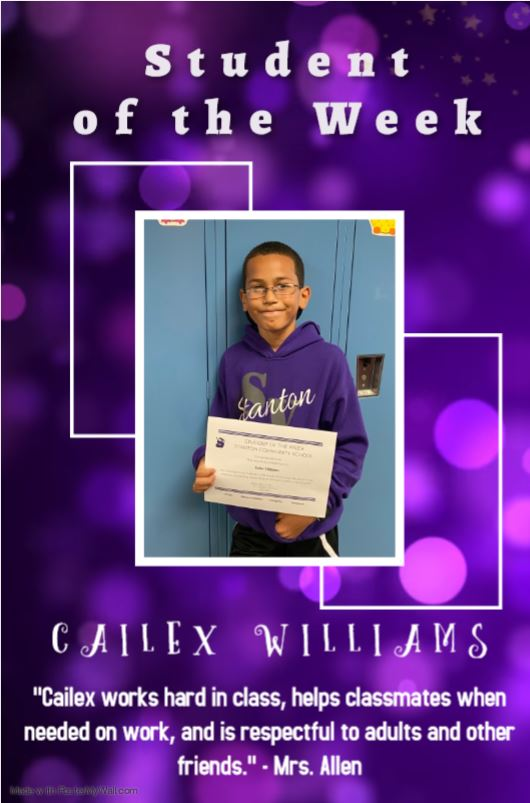 Student
of the Week
Stanton
STUDENT OF THE WEEK
STANTON COMMUNITY SCHOOL
CAILEX WILLIAMS
"Cailex works hard in class, helps classmates when
needed on work, and is respectful to adults and other
friends." - Mrs. Allen
Made with PosterMyWall.com